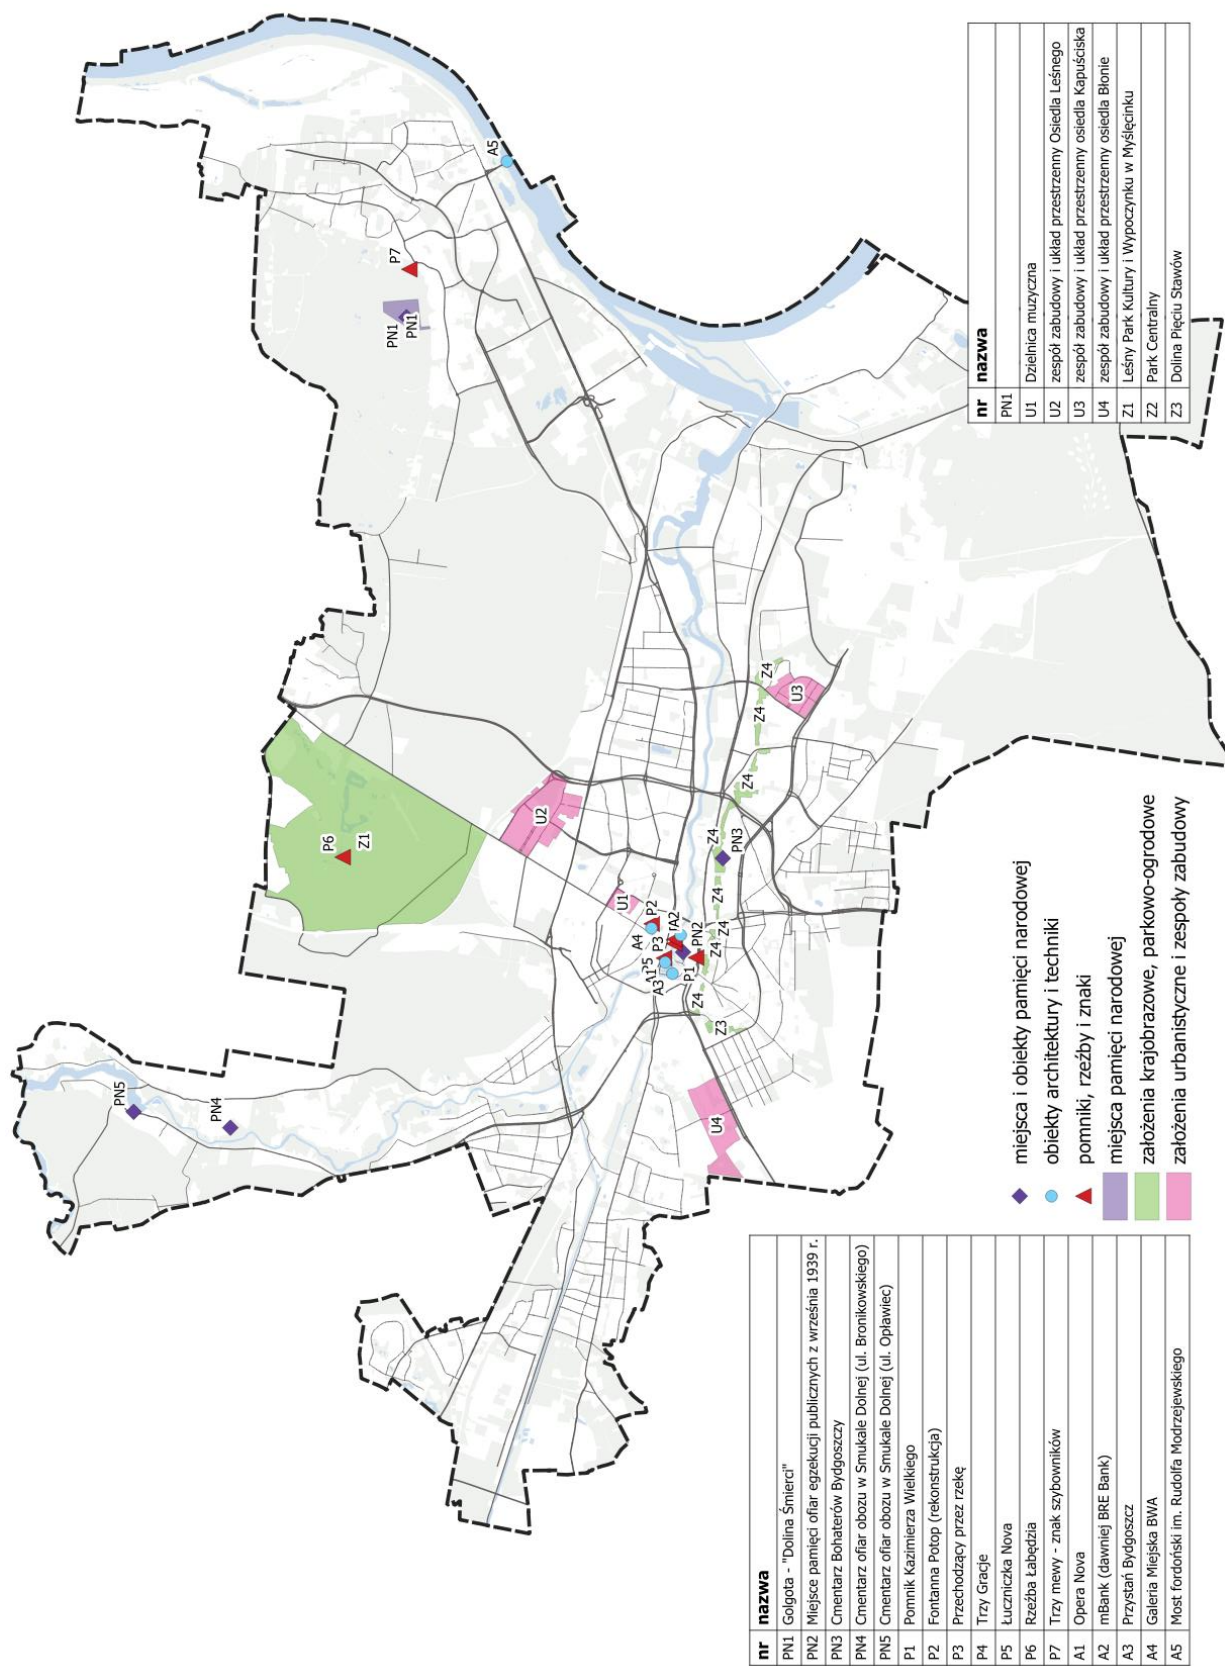 nr nazwa
PN1 Golgota - "Dolina Śmierci"
PN2 Miejsce pamięci ofiar egzekucji publicznych z września 1939 r.
PN3 Cmentarz Bohaterów Bydgoszczy
PN4 Cmentarz ofiar obozu w Smukale Dolnej (ul. Bronikowskiego)
PN5 Cmentarz ofiar obozu w Smukale Dolnej (ul. Opławiec)
P1 Pomnik Kazimierza Wielkiego
P2 Fontanna Potop (rekonstrukcja)
P3 Przechodzący przez rzekę
P4 Trzy Gracje
P5 Łuczniczka Nova
P6 Rzeźba Łabędzia
P7 Trzy mewy - znak szybowników
A1 Opera Nova
A2 mBank (dawniej BRE Bank)
A3 Przystań Bydgoszcz
A4 Galeria Miejska BWA
A5 Most fordoński im. Rudolfa Modrzejewskiego
miejsca i obiekty pamięci narodowej
obiekty architektury i techniki
pomniki, rzeźby i znaki
miejsca pamięci narodowej
założenia krajobrazowe, parkowo-ogrodowe
założenia urbanistyczne i zespoły zabudowy
nr nazwa
PN1
U1 Dzielnica muzyczna
U2 zespół zabudowy i układ przestrzenny Osiedla Leśnego
U3 zespół zabudowy i układ przestrzenny osiedla Kapuściska
U4 zespół zabudowy i układ przestrzenny osiedla Błonie
Z1 Leśny Park Kultury i Wypoczynku w Myślęcinku
Z2 Park Centralny
Z3 Dolina Pięciu Stawów
PN5
PN4
P6
Z1
PN1
PN1
P7
A5
U2
U1
A4
P2
P3
A2
P5
A1
A3
P1
PN2
U4
Z3
Z4
Z4
Z4
Z4
Z4
PN3
Z4
Z4
Z4
U3